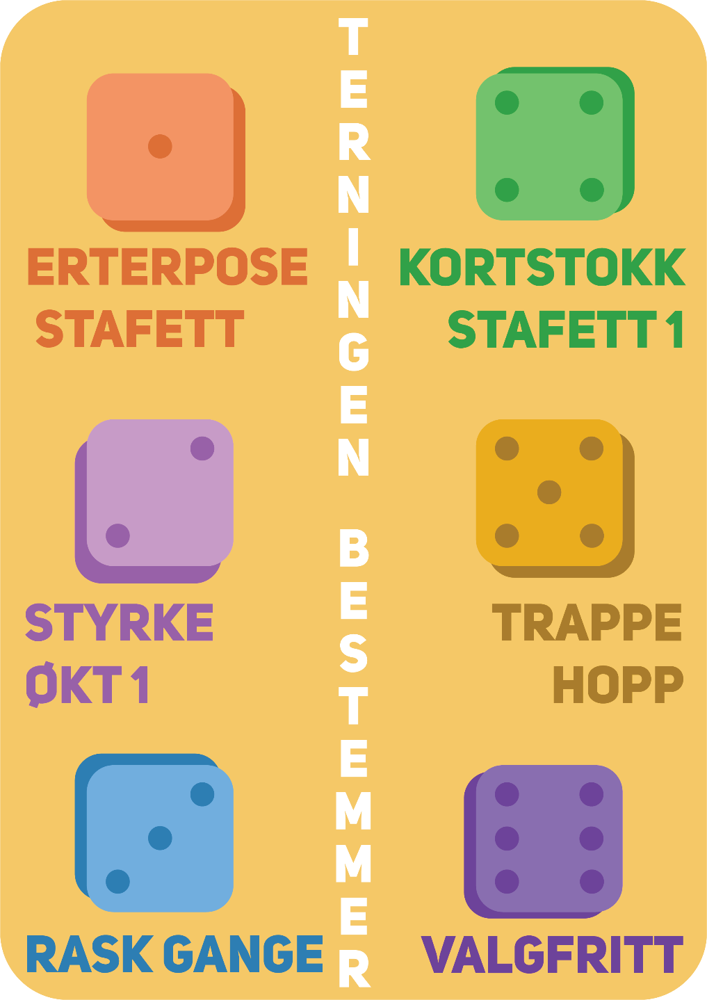 TERNINGEN BESTEMMER
ERTERPOSE
STAFETT
STYRKE
ØKT 1
RASK GANGE
KORTSTOKK
STAFETT 1
TRAPPE
HOPP
VALGFRITT